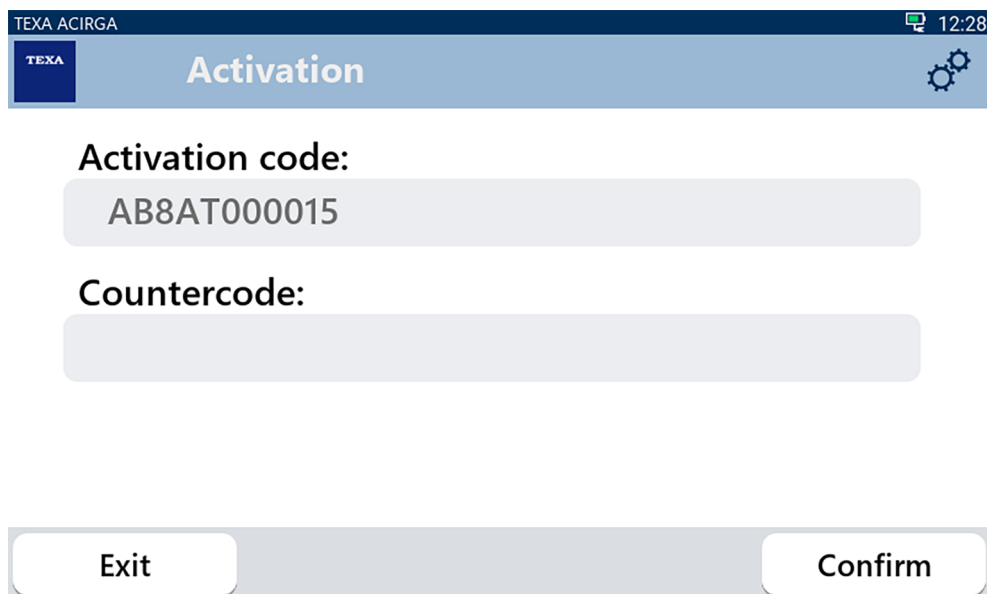 TEXA ACIRGA 12:28
TEXA Activation
Activation code:
AB8AT000015
Countercode:
Exit Confirm